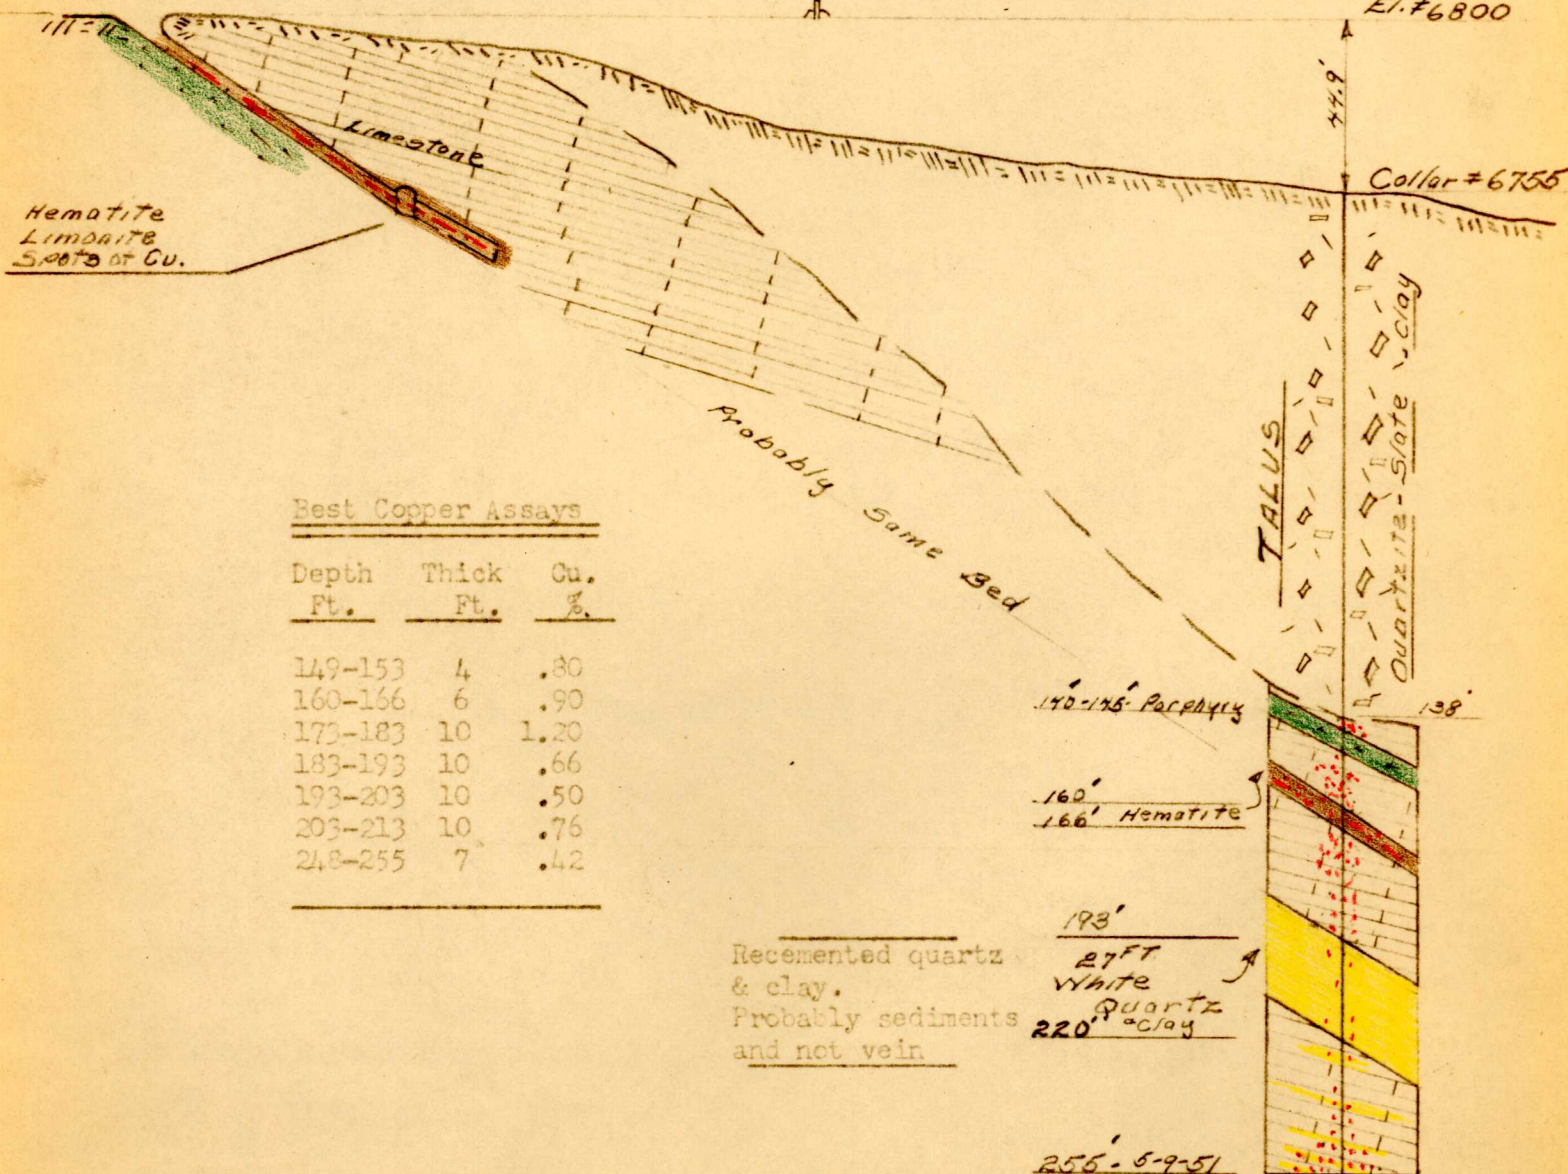 El. #6800
44.9'
Collar #6755
Limestone
Hematite
Limonite
Spots of Cu.
Probably Same Bed
TALUS
Quartzite-Slate, Clay
Best Copper Assays
Depth Thick Cu.
Ft. Ft. %.
149-153 4 .80
160-166 6 .90
173-183 10 1.20
183-193 10 .66
193-203 10 .50
203-213 10 .76
248-255 7 .42
Porphyry
138'
160'
166' Hematite
193'
27 FT
White
Quartz
& Clay
220'
Recemented quartz
& clay.
Probably sediments
and not vein
255' - 5-9-51